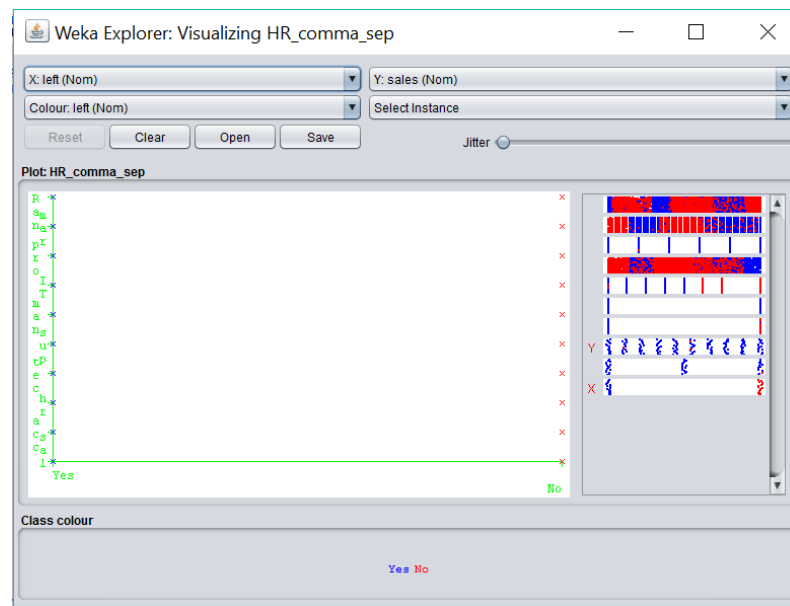 Weka Explorer: Visualizing HR_comma_sep
X: left (Nom) Y: sales (Nom)
Colour: left (Nom) Select Instance
Reset Clear Open Save Jitter
Plot: HR_comma_sep
Y
X
Yes
No
Class colour
Yes No